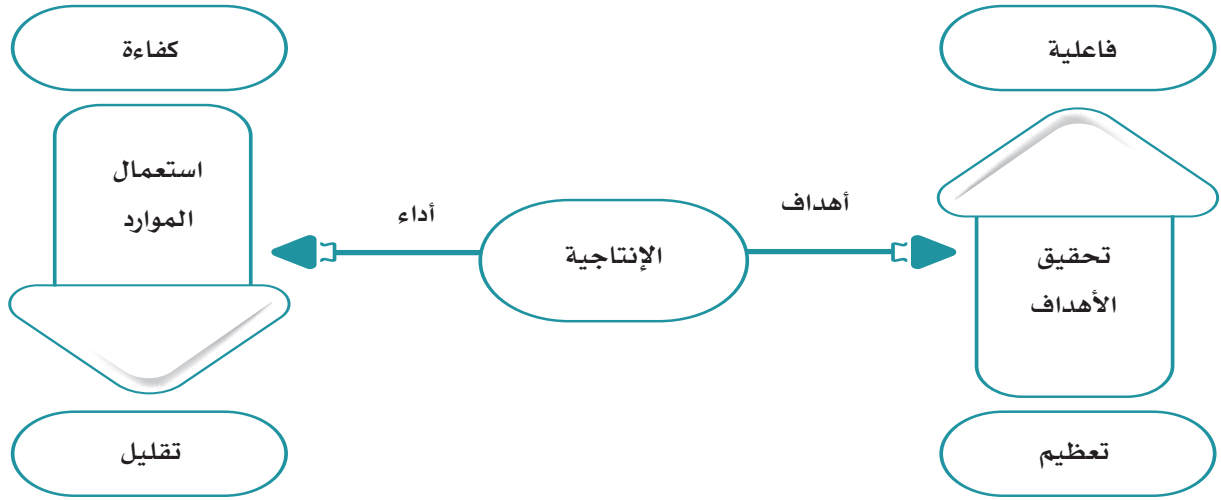 فاعلية
كفاءة
استعمال
الموارد
أهداف
أداء
الإنتاجية
تحقيق
الأهداف
تعظيم
تقليل